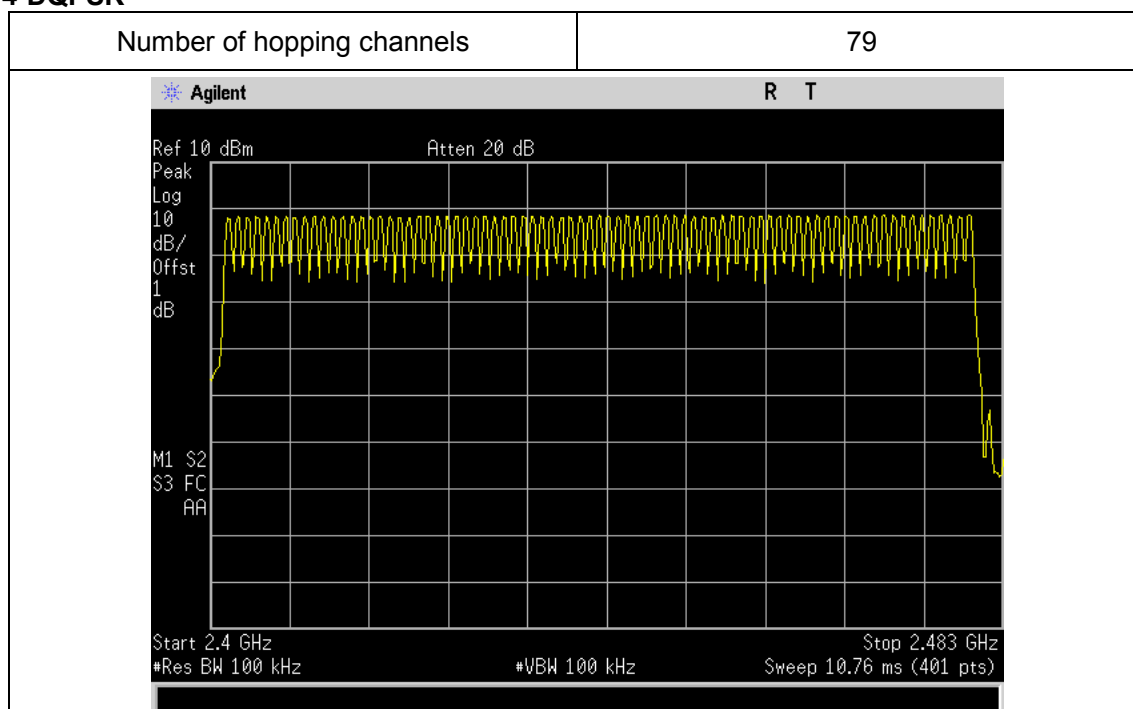 Number of hopping channels 79
Agilent R T
Ref 10 dBm Atten 20 dB
Peak
Log
10
dB/
Offst
1
dB
M1 S2
S3 FC
AA
Start 2.4 GHz Stop 2.483 GHz
#Res BW 100 kHz #VBW 100 kHz Sweep 10.76 ms (401 pts)